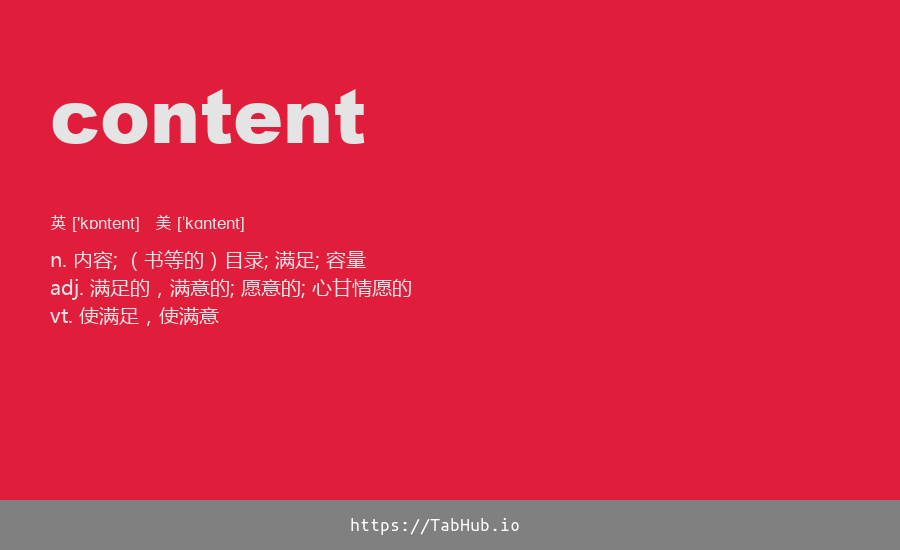 content
英 ['kɒntent] 美 ['kɑntent]
n. 内容; （书等的）目录; 满足; 容量
adj. 满足的，满意的; 愿意的; 心甘情愿的
vt. 使满足，使满意
https://TabHub.io